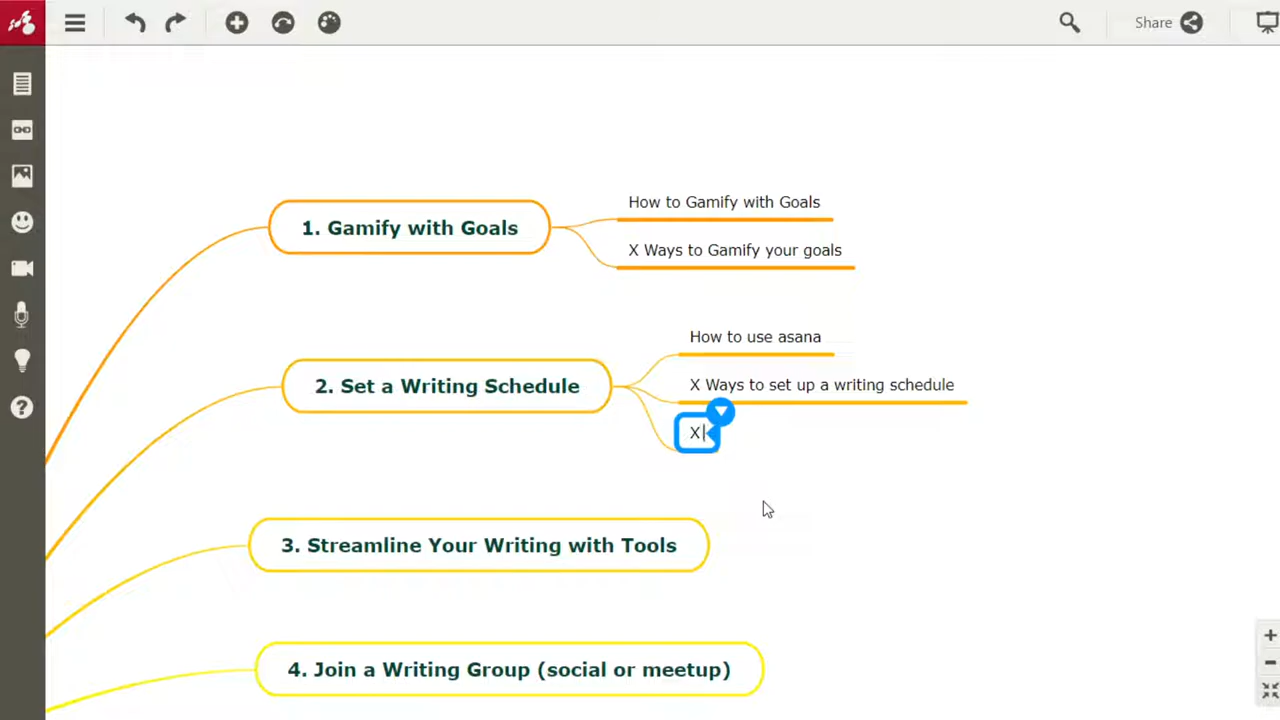 Share
1. Gamify with Goals
How to Gamify with Goals
X Ways to Gamify your goals
2. Set a Writing Schedule
How to use asana
X Ways to set up a writing schedule
X
3. Streamline Your Writing with Tools
4. Join a Writing Group (social or meetup)